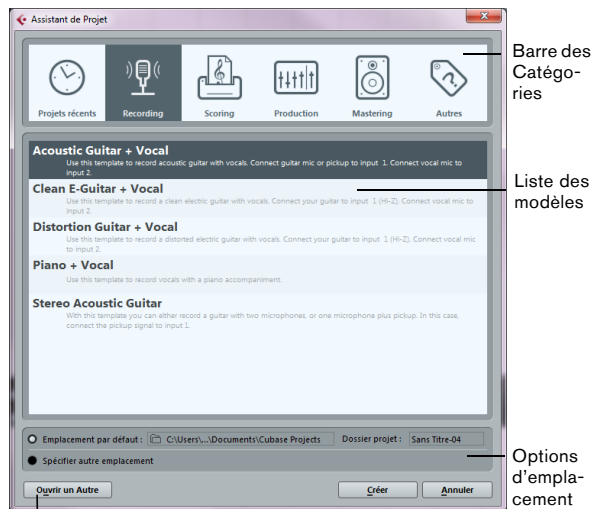 Assistant de Projet
Projets récents
Recording
Scoring
Production
Mastering
Autres
Barre des
Catégo-
ries
Acoustic Guitar + Vocal
Use this template to record acoustic guitar with vocals. Connect guitar mic or pickup to input 1. Connect vocal mic to
input 2.
Clean E-Guitar + Vocal
Use this template to record a clean electric guitar with vocals. Connect your guitar to input 1 (Hi-Z). Connect vocal mic to
input 2.
Liste des
modèles
Distortion Guitar + Vocal
Use this template to record a distorted electric guitar with vocals. Connect your guitar to input 1 (Hi-Z). Connect vocal mic
to input 2.
Piano + Vocal
Use this template to record vocals with a piano accompaniment.
Stereo Acoustic Guitar
With this template you can either record a guitar with two microphones, or one microphone plus pickup. In this case,
connect the pickup signal to input 1.
Emplacement par défaut : C:\Users\...\Documents\Cubase Projects Dossier projet : Sans Titre-04
Spécifier autre emplacement
Options
d'empla-
cement
Ouvrir un Autre
Créer
Annuler